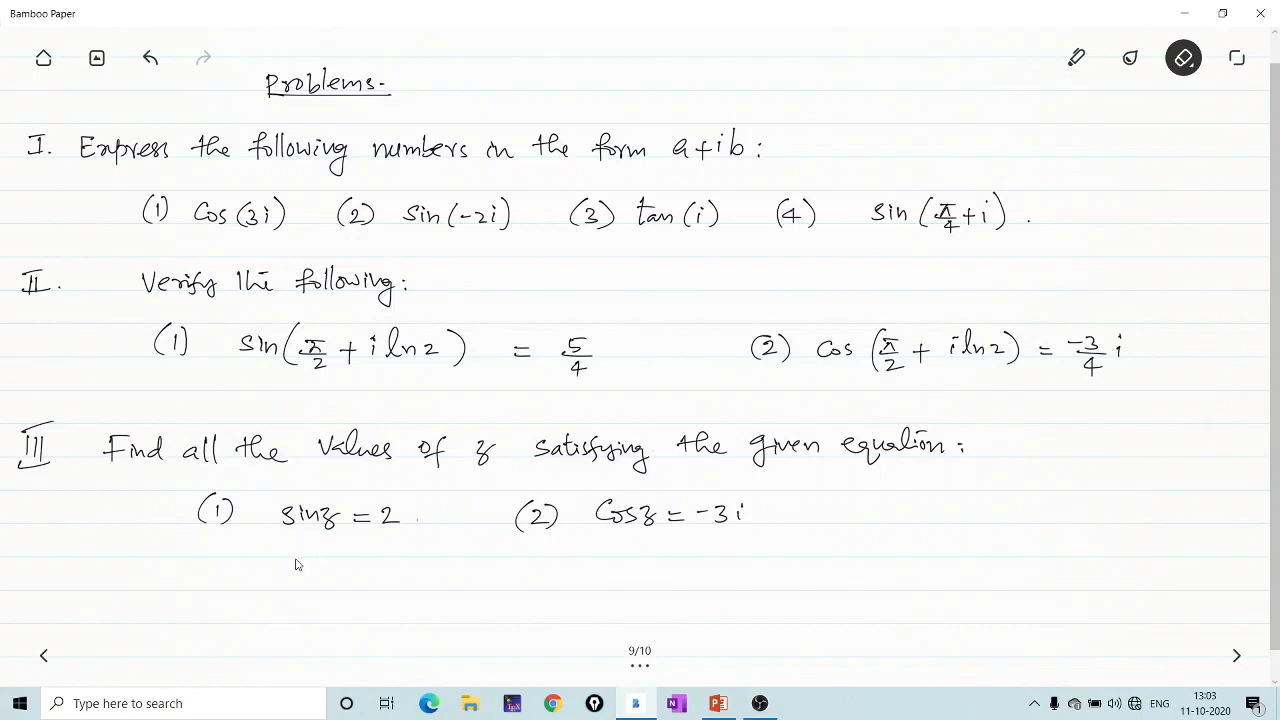 Bamboo Paper
Problems.
I. Express the following numbers in the form a+ib:
(1) Cos(3i) (2) sin(-2i) (3) tan(i) (4) sin(π/4+i).
II. Verify the following:
(1) sin(π/2 + i ln2) = 5/4 (2) cos(π/2 + i ln2) = -3/4 i
III Find all the values of z satisfying the given equation:
(1) sinz = 2. (2) Cosz = -3i
9/10
Type here to search
ENG
13:03
11-10-2020
1